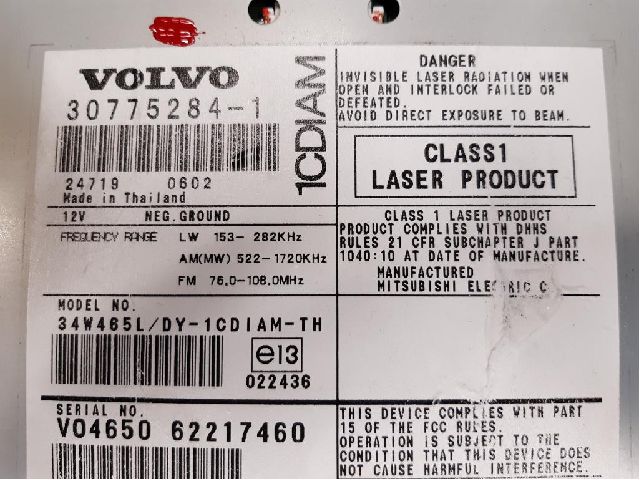 VOLVO
30775284-1
1CDIAM
24719 0602
Made in Thailand
12V NEG.GROUND
FREQUENCY RANGE LW 153- 282KHz
AM(MW) 522-1720KHz
FM 76.0-108.0MHz
MODEL NO.
34W465L/DY-1CDIAM-TH
e13
022436
SERIAL NO.
V04650 62217460
DANGER
INVISIBLE LASER RADIATION WHEN
OPEN AND INTERLOCK FAILED OR
DEFEATED.
AVOID DIRECT EXPOSURE TO BEAM.
CLASS1
LASER PRODUCT
CLASS 1 LASER PRODUCT
PRODUCT COMPLIES WITH DHHS
RULES 21 CFR SUBCHAPTER J PART
1040:10 AT DATE OF MANUFACTURE.
MANUFACTURED
MITSUBISHI
THIS DEVICE COMPLIES WITH PART
15 OF THE FCC RULES.
OPERATION IS SUBJECT TO THE
CONDITION THAT THIS DEVICE DOES
NOT CAUSE HARMFUL INTERFERENCE.